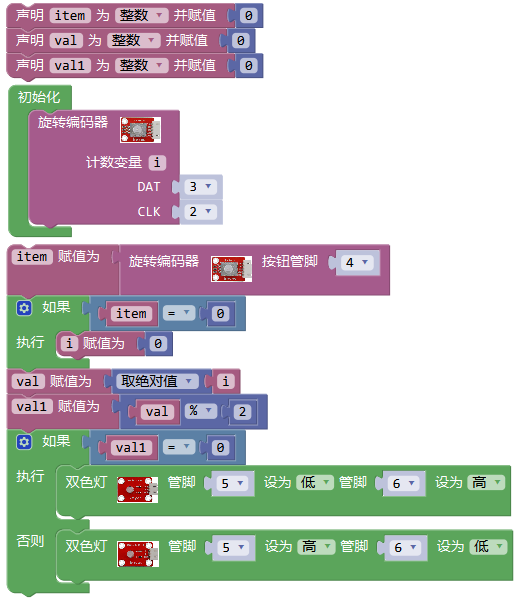 声明 item 为 整数 并赋值 0
声明 val 为 整数 并赋值 0
声明 val1 为 整数 并赋值 0
初始化
旋转编码器
计数变量 i
DAT 3
CLK 2
item 赋值为 旋转编码器 按钮管脚 4
如果 item = 0
执行 i 赋值为 0
val 赋值为 取绝对值 i
val1 赋值为 val % 2
如果 val1 = 0
执行 双色灯 管脚 5 设为 低 管脚 6 设为 高
否则 双色灯 管脚 5 设为 高 管脚 6 设为 低